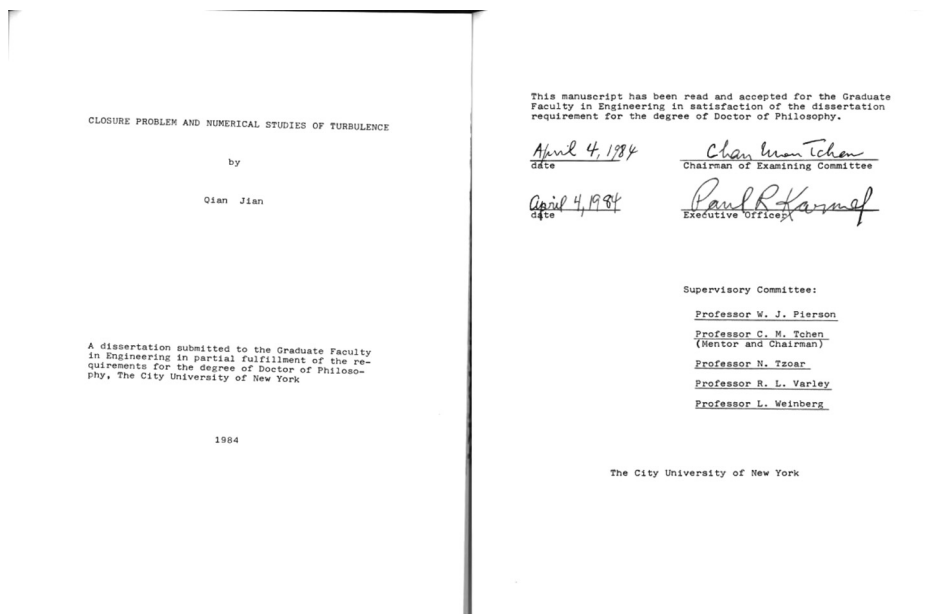 CLOSURE PROBLEM AND NUMERICAL STUDIES OF TURBULENCE
by
Qian Jian
A dissertation submitted to the Graduate Faculty
in Engineering in partial fulfillment of the re-
quirements for the degree of Doctor of Philoso-
phy, The City University of New York
1984
This manuscript has been read and accepted for the Graduate
Faculty in Engineering in satisfaction of the dissertation
requirement for the degree of Doctor of Philosophy.
April 4, 1984 Chan Mou Tchen
date Chairman of Examining Committee
April 4, 1984 Paul R Karmel
date Executive Officer
Supervisory Committee:
Professor W. J. Pierson
Professor C. M. Tchen
(Mentor and Chairman)
Professor N. Tzoar
Professor R. L. Varley
Professor L. Weinberg
The City University of New York